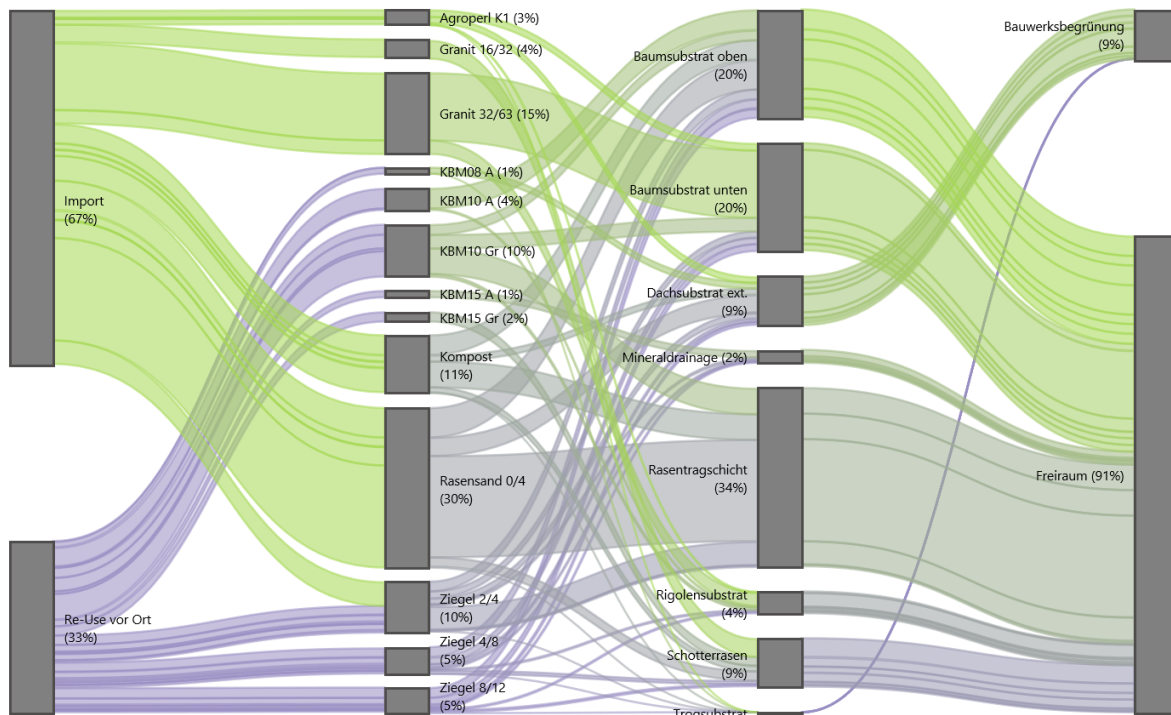 Import
(67%)
Re-Use vor Ort
(33%)
Agroperl K1 (3%)
Granit 16/32 (4%)
Granit 32/63 (15%)
KBM08 A (1%)
KBM10 A (4%)
KBM10 Gr (10%)
KBM15 A (1%)
KBM15 Gr (2%)
Kompost
(11%)
Rasensand 0/4
(30%)
Ziegel 2/4
(10%)
Ziegel 4/8
(5%)
Ziegel 8/12
(5%)
Baumsubstrat oben
(20%)
Baumsubstrat unten
(20%)
Dachsubstrat ext.
(9%)
Mineraldrainage (2%)
Rasentragschicht
(34%)
Rigolensubstrat
(4%)
Schotterrasen
(9%)
Trogsubstrat
Bauwerksbegrünung
(9%)
Freiraum (91%)